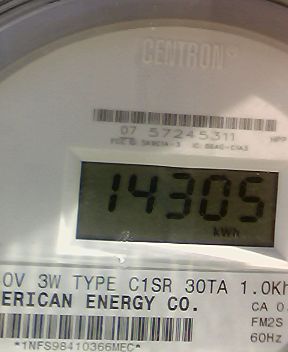 CENTRON®
07 57245311
14305
kWh
0V 3W TYPE C1SR 30TA 1.0Kh
ERICAN ENERGY CO.
CA 0.
FM2S
60Hz
*1NFS98410366MEC*